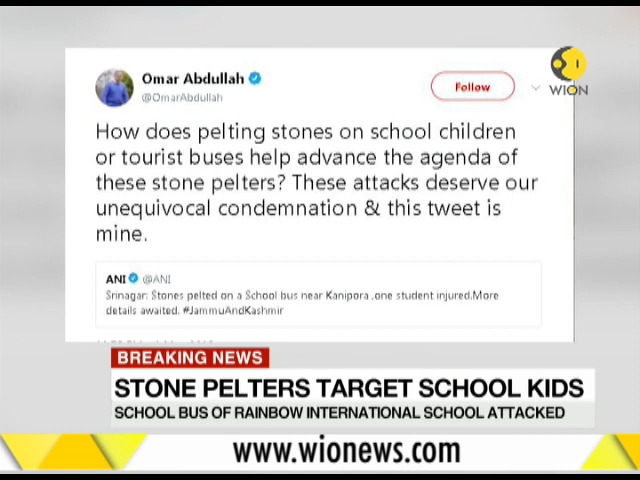 Omar Abdullah
@OmarAbdullah
Follow
WION
How does pelting stones on school children
or tourist buses help advance the agenda of
these stone pelters? These attacks deserve our
unequivocal condemnation & this tweet is
mine.
ANI @ANI
Srinagar: Stones pelted on a School bus near Kanipora ,one student injured.More
details awaited. #JammuAndKashmir
BREAKING NEWS
STONE PELTERS TARGET SCHOOL KIDS
SCHOOL BUS OF RAINBOW INTERNATIONAL SCHOOL ATTACKED
www.wionews.com